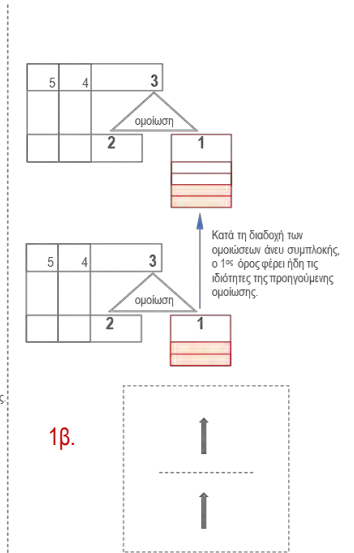 5 4 3
ομοίωση
2 1
Κατά τη διαδοχή των
ομοιώσεων άνευ συμπλοκής,
ο 1ος όρος φέρει ήδη τις
ιδιότητες της προηγούμενης
ομοίωσης.
5 4 3
ομοίωση
2 1
ς
1β.